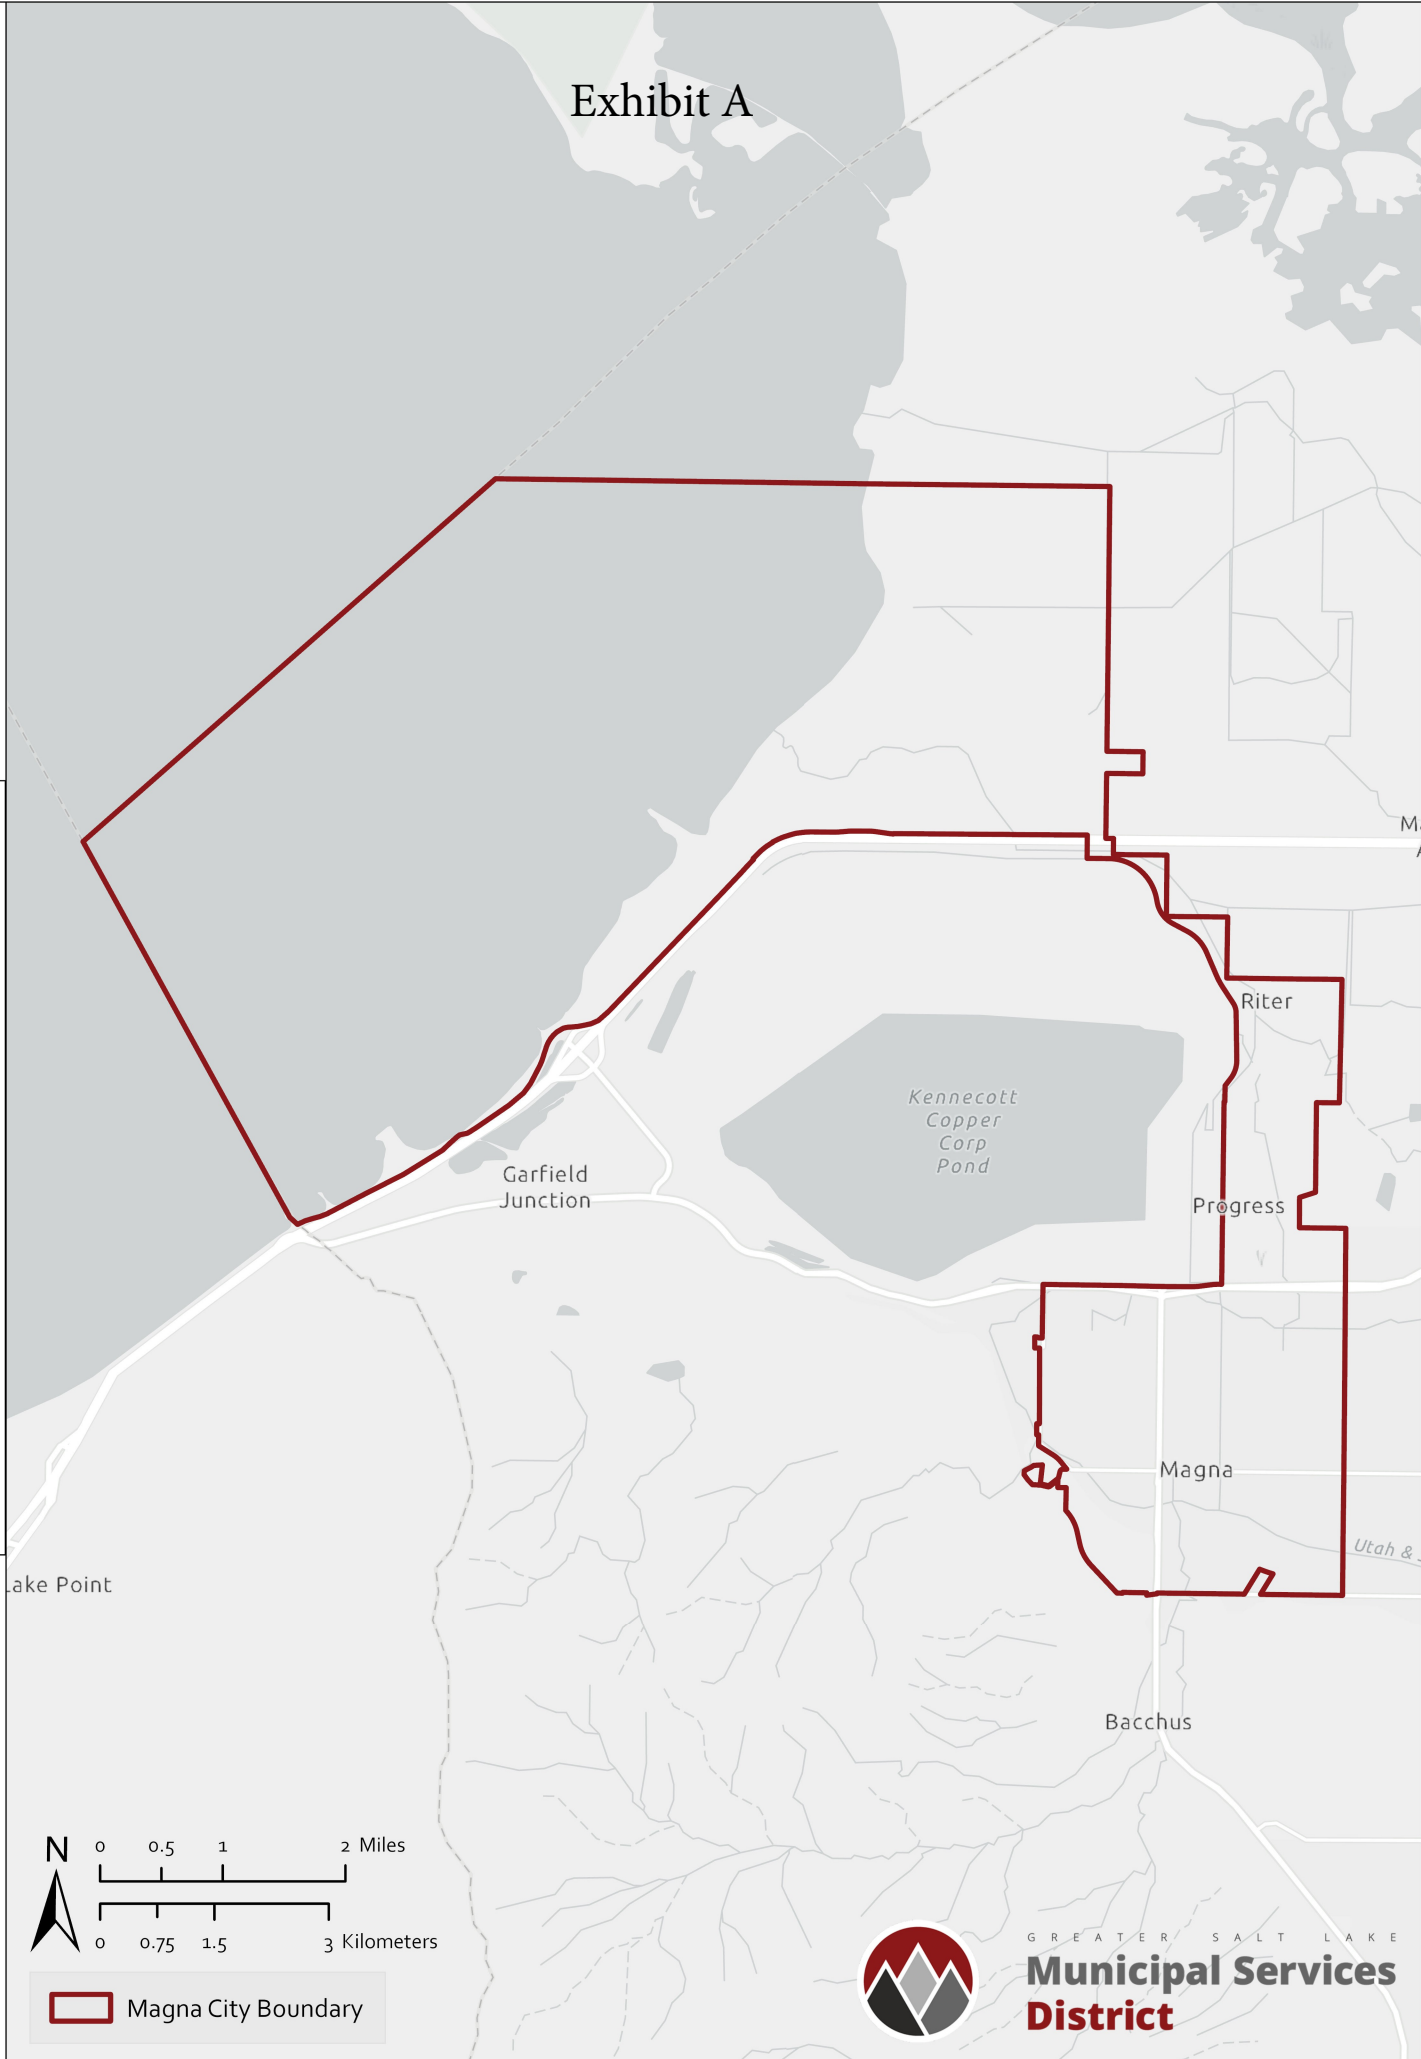 Exhibit A
Riter
Kennecott
Copper
Corp
Pond
Garfield
Junction
Progress
Magna
Utah &
Lake Point
Bacchus
N
0 0.5 1 2 Miles
0 0.75 1.5 3 Kilometers
Magna City Boundary
GREATER SALT LAKE
Municipal Services
District